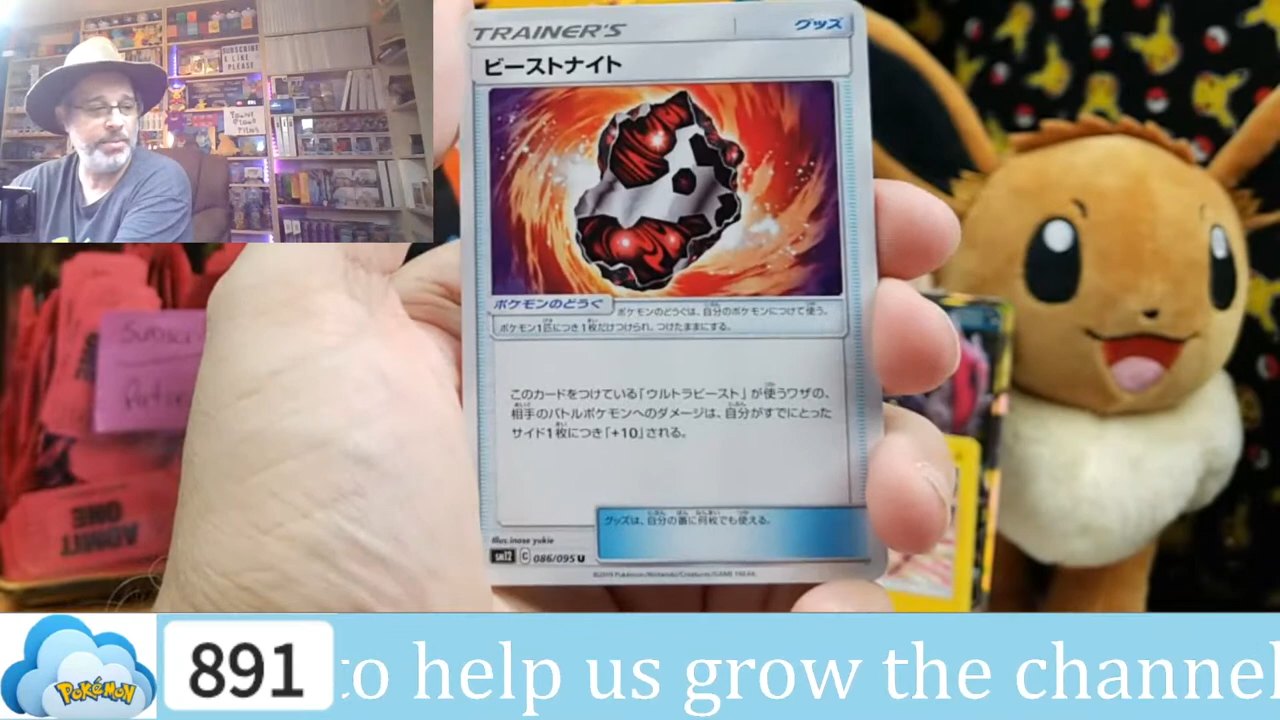 SUBSCRIBE
& LIKE
PLEASE
TRAINER'S
グッズ
ビーストナイト
ポケモンのどうぐ
ポケモンのどうぐは、自分のポケモンにつけて使う。
ポケモン1匹につき1枚だけつけられ、つけたままにする。
このカードをつけている「ウルトラビースト」が使うワザの、
相手のバトルポケモンへのダメージは、自分がすでにとった
サイド1枚につき「+10」される。
グッズは、自分の番に何枚でも使える。
Illus. inose yukie
sm12 C 086/095 U
©2019 Pokémon/Nintendo/Creatures/GAME FREAK.
ADMIT
ONE
POKéMON
891
to help us grow the channel